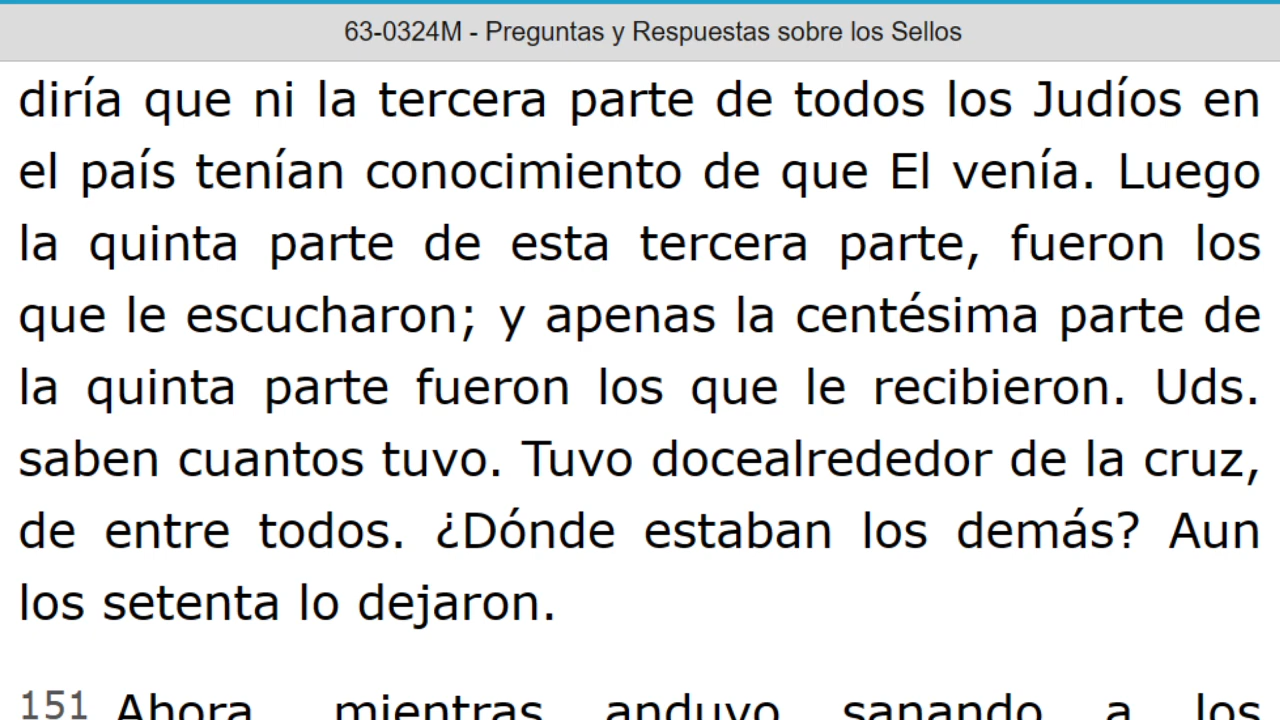 63-0324M - Preguntas y Respuestas sobre los Sellos
diría que ni la tercera parte de todos los Judíos en
el país tenían conocimiento de que El venía. Luego
la quinta parte de esta tercera parte, fueron los
que le escucharon; y apenas la centésima parte de
la quinta parte fueron los que le recibieron. Uds.
saben cuantos tuvo. Tuvo docealrededor de la cruz,
de entre todos. ¿Dónde estaban los demás? Aun
los setenta lo dejaron.
151 Ahora, mientras anduvo sanando a los